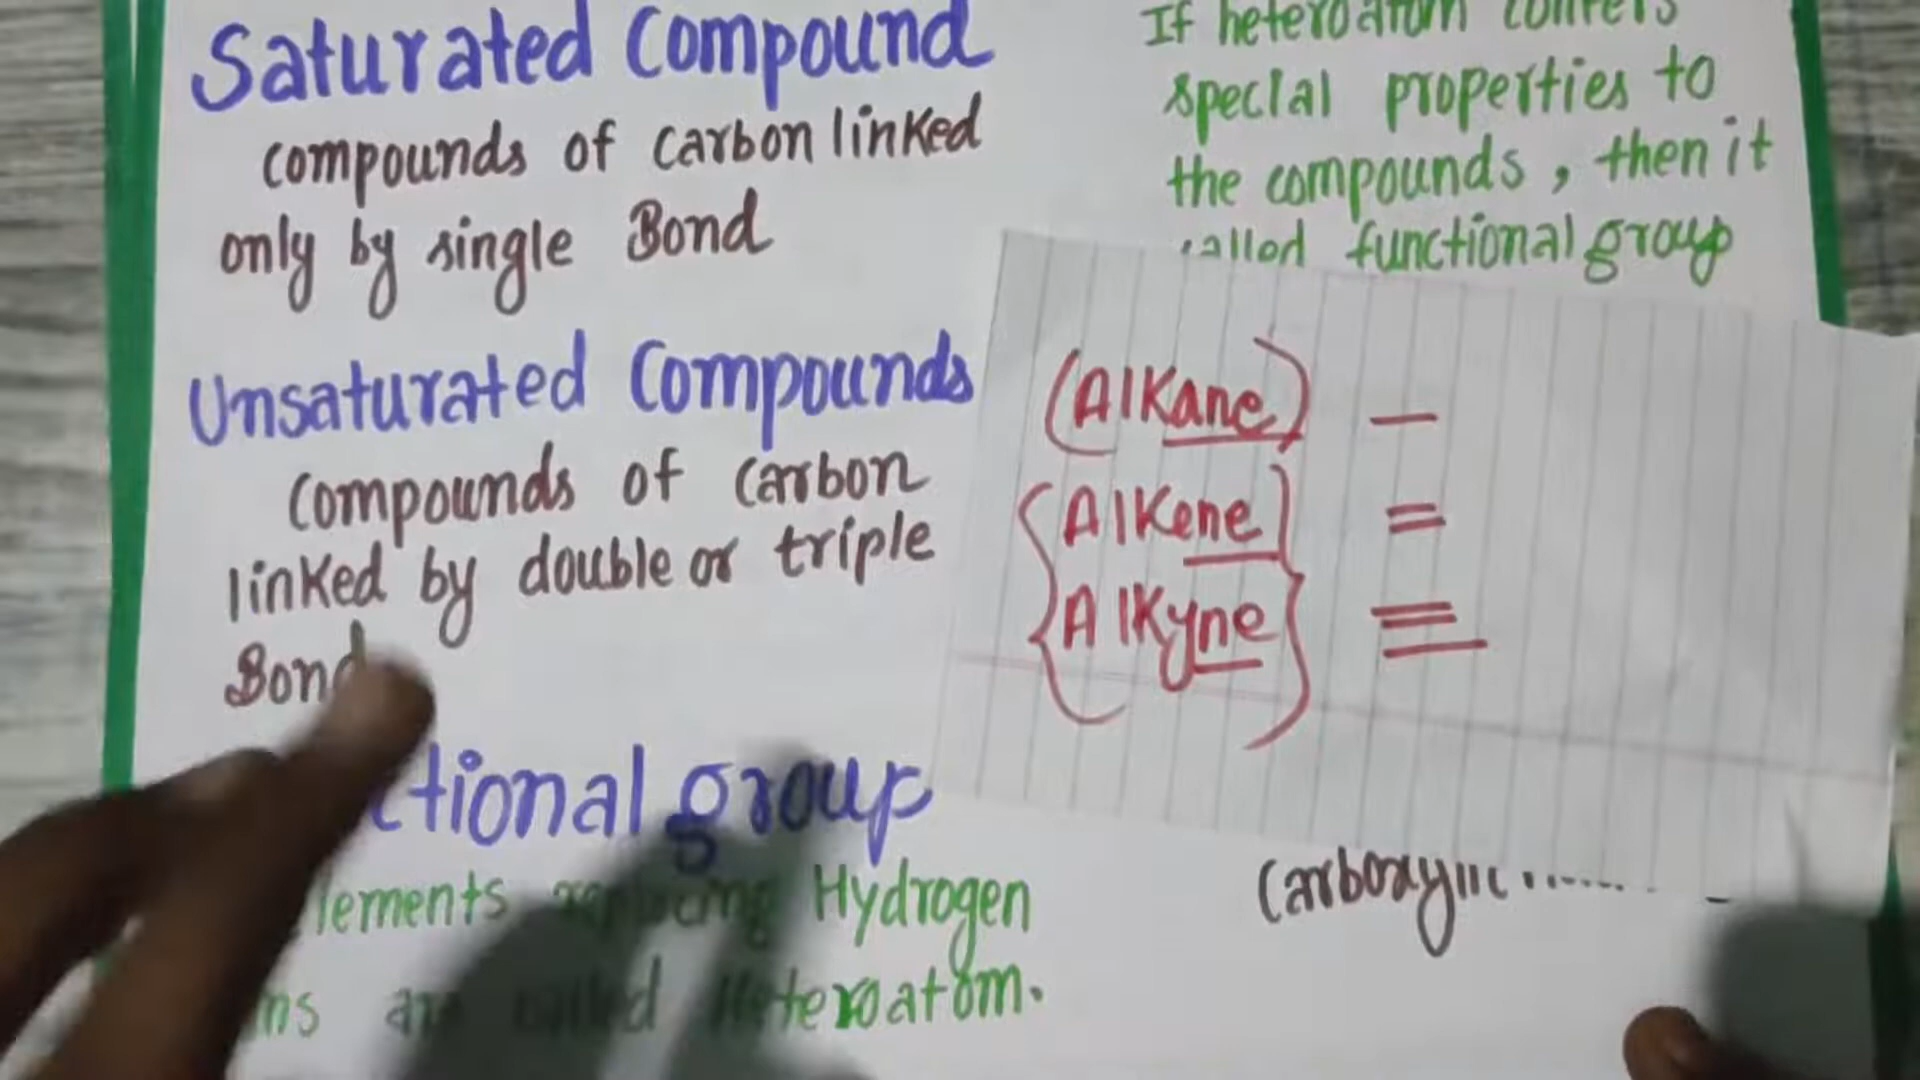 Saturated Compound
compounds of carbon linked
only by single Bond
Unsaturated Compounds
compounds of carbon
linked by double or triple
Bond
group
Hydrogen
Heteroatom.
If heteroatom
special properties to
the compounds, then it
called functional group
(Alkane) —
Alkene =
Alkyne ≡
Carboxylic ........ -